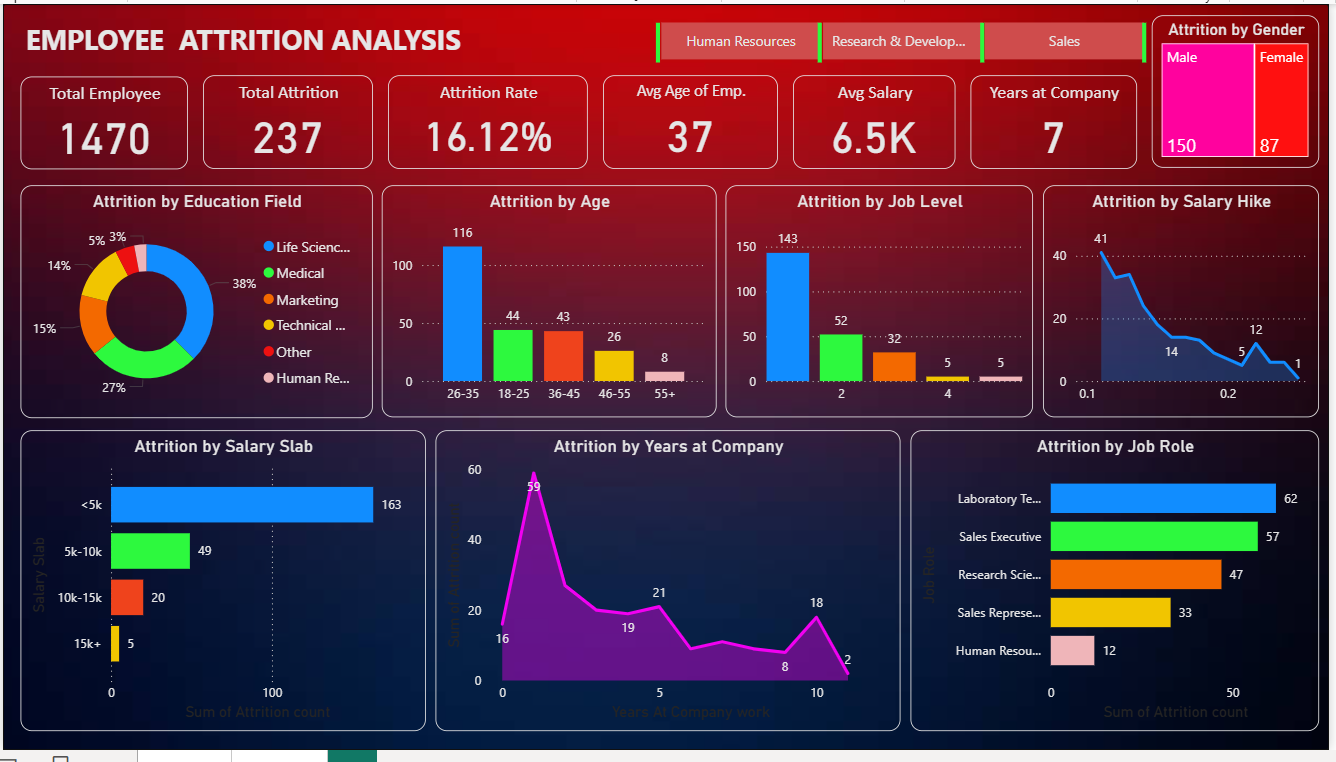 EMPLOYEE ATTRITION ANALYSIS
Human Resources
Research & Develop...
Sales
Attrition by Gender
Male
Female
150
87
Total Employee
1470
Total Attrition
237
Attrition Rate
16.12%
Avg Age of Emp.
37
Avg Salary
6.5K
Years at Company
7
Attrition by Education Field
5%
3%
14%
15%
27%
38%
Life Scienc...
Medical
Marketing
Technical ...
Other
Human Re...
Attrition by Age
100
50
0
116
44
43
26
8
26-35
18-25
36-45
46-55
55+
Attrition by Job Level
150
100
50
0
143
52
32
5
5
2
4
Attrition by Salary Hike
40
20
0
41
14
5
12
1
0.1
0.2
Attrition by Salary Slab
Salary Slab
<5k
163
5k-10k
49
10k-15k
20
15k+
5
0
100
Sum of Attrition count
Attrition by Years at Company
60
40
20
0
16
59
19
21
8
18
2
0
5
10
Years At Company work
Attrition by Job Role
Job Role
Laboratory Te...
62
Sales Executive
57
Research Scie...
47
Sales Represe...
33
Human Resou...
12
0
50
Sum of Attrition count